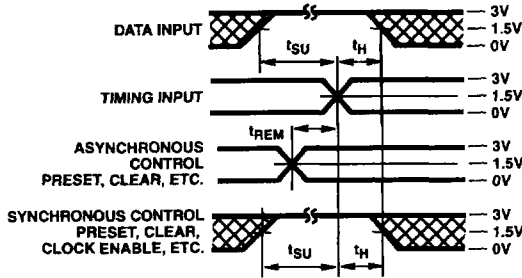 DATA INPUT
tSU
tH
3V
1.5V
0V
TIMING INPUT
3V
1.5V
0V
tREM
ASYNCHRONOUS
CONTROL
PRESET, CLEAR, ETC.
3V
1.5V
0V
SYNCHRONOUS CONTROL
PRESET, CLEAR,
CLOCK ENABLE, ETC.
tSU
tH
3V
1.5V
0V